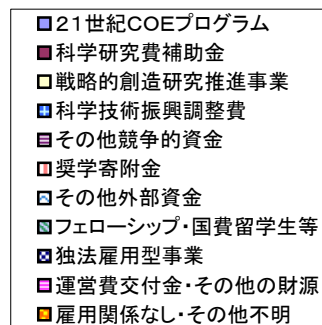 21世紀COEプログラム
科学研究費補助金
戦略的創造研究推進事業
科学技術振興調整費
その他競争的資金
奨学寄附金
その他外部資金
フェローシップ・国費留学生等
独法雇用型事業
運営費交付金・その他の財源
雇用関係なし・その他不明